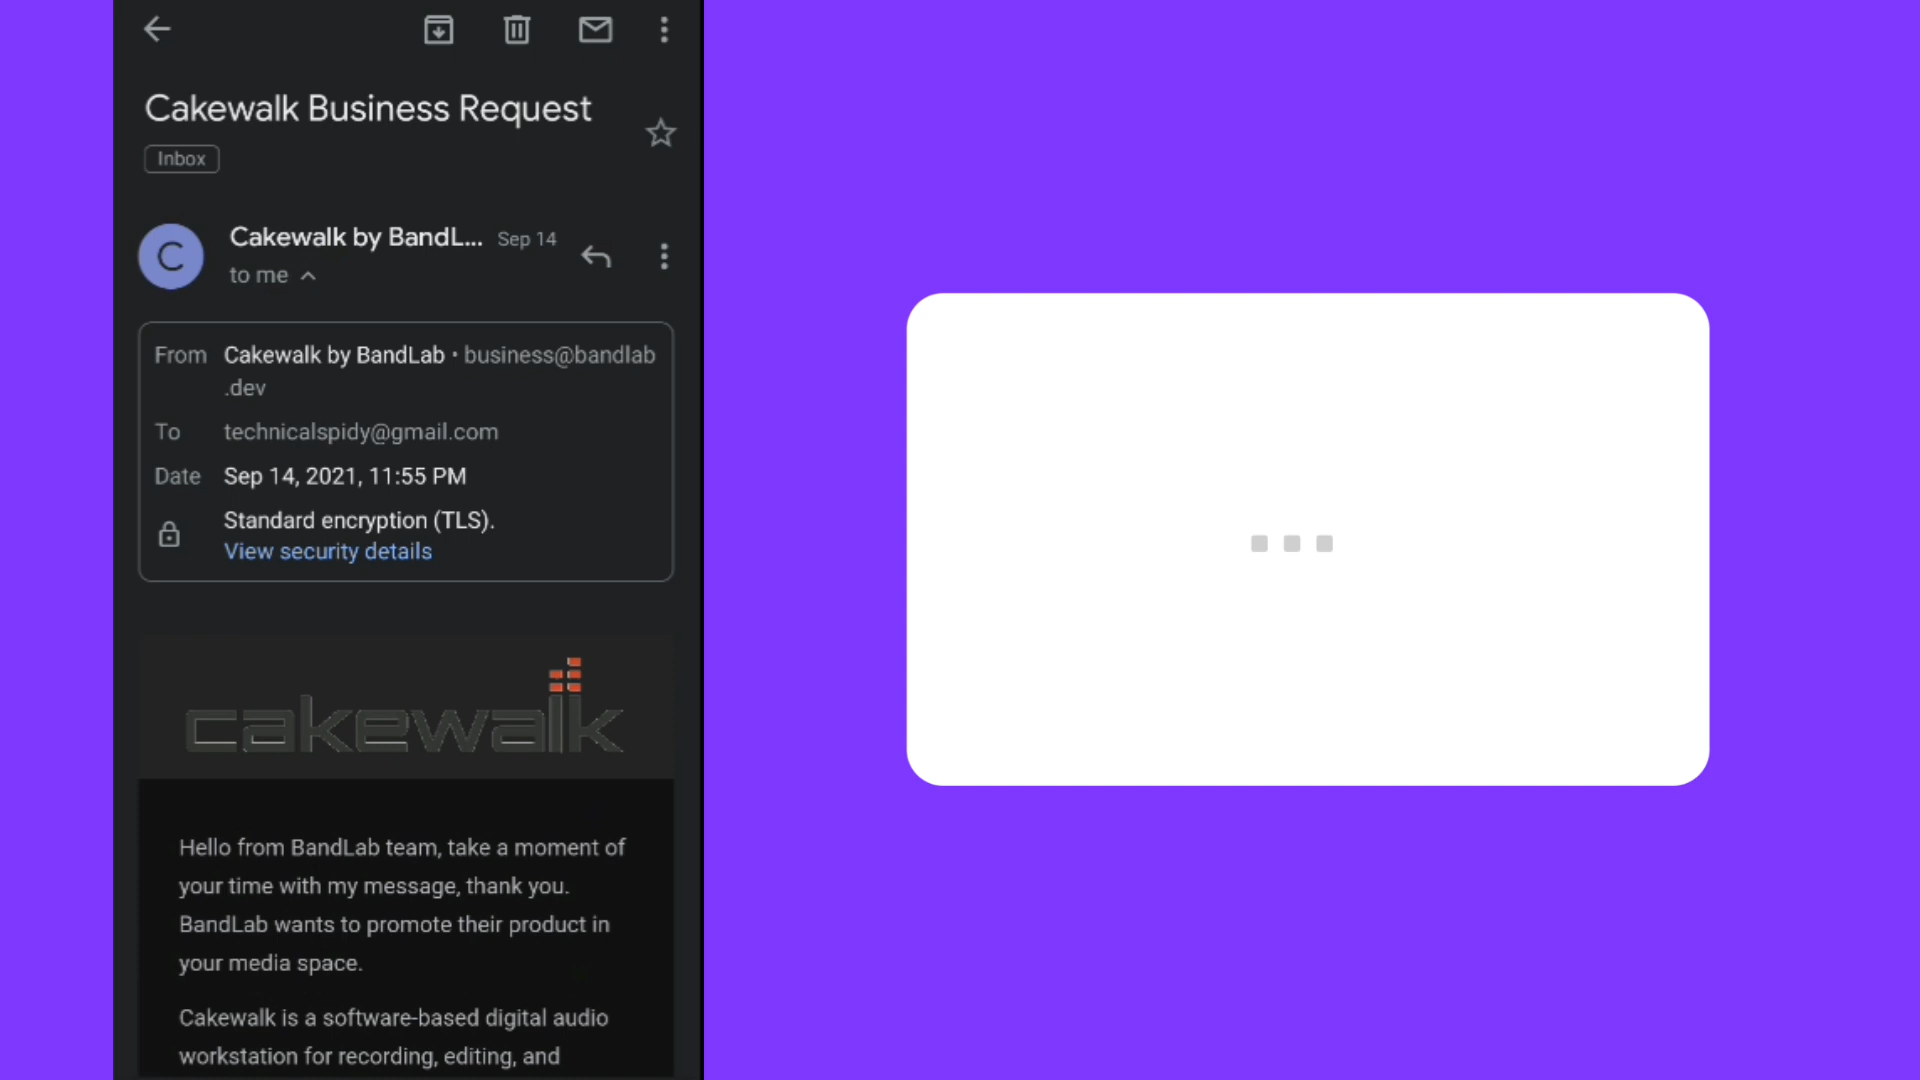 Cakewalk Business Request
Inbox
C
Cakewalk by BandL... Sep 14
to me
From Cakewalk by BandLab • business@bandlab
.dev
To technicalspidy@gmail.com
Date Sep 14, 2021, 11:55 PM
Standard encryption (TLS).
View security details
cakewalk
Hello from BandLab team, take a moment of
your time with my message, thank you.
BandLab wants to promote their product in
your media space.
Cakewalk is a software-based digital audio
workstation for recording, editing, and